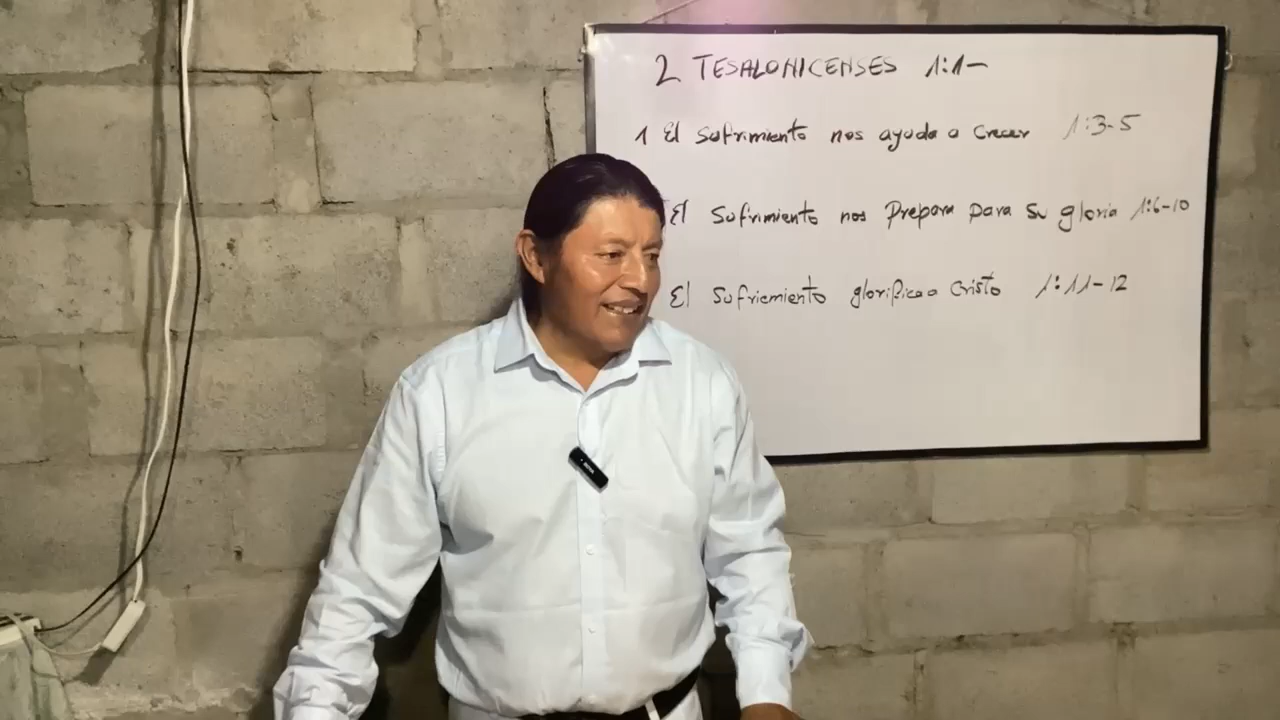 2 TESALONICENSES 1:1-
1 El Sufrimiento nos ayuda a Crecer 1:3-5
El Sufrimiento nos Prepara para su gloria 1:6-10
El Sufriemiento glorifica a Cristo 1:11-12